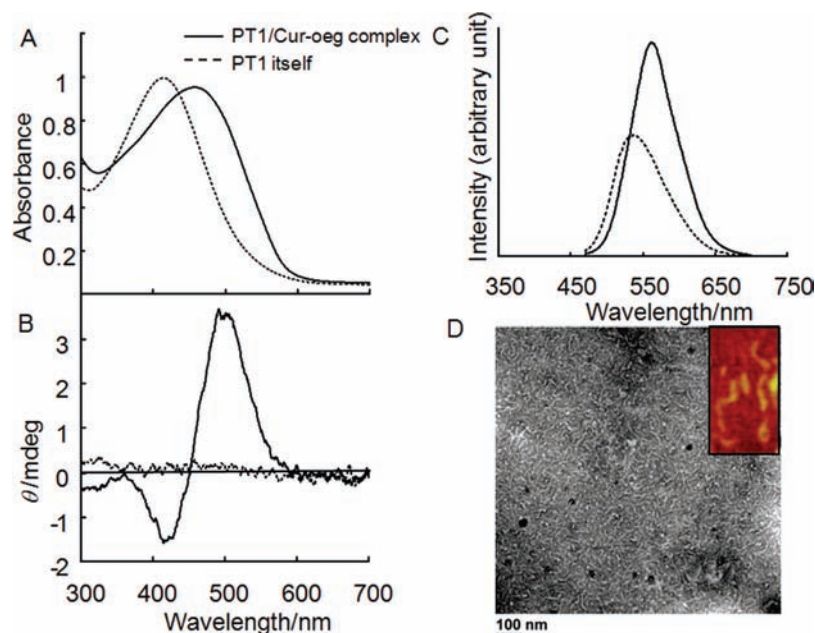 A
PT1/Cur-oeg complex
PT1 itself
1
0.8
0.6
0.4
0.2
Absorbance
B
3
2
1
0
-1
-2
θ/mdeg
300 400 500 600 700
Wavelength/nm
C
Intensity (arbitrary unit)
350 450 550 650 750
Wavelength/nm
D
100 nm